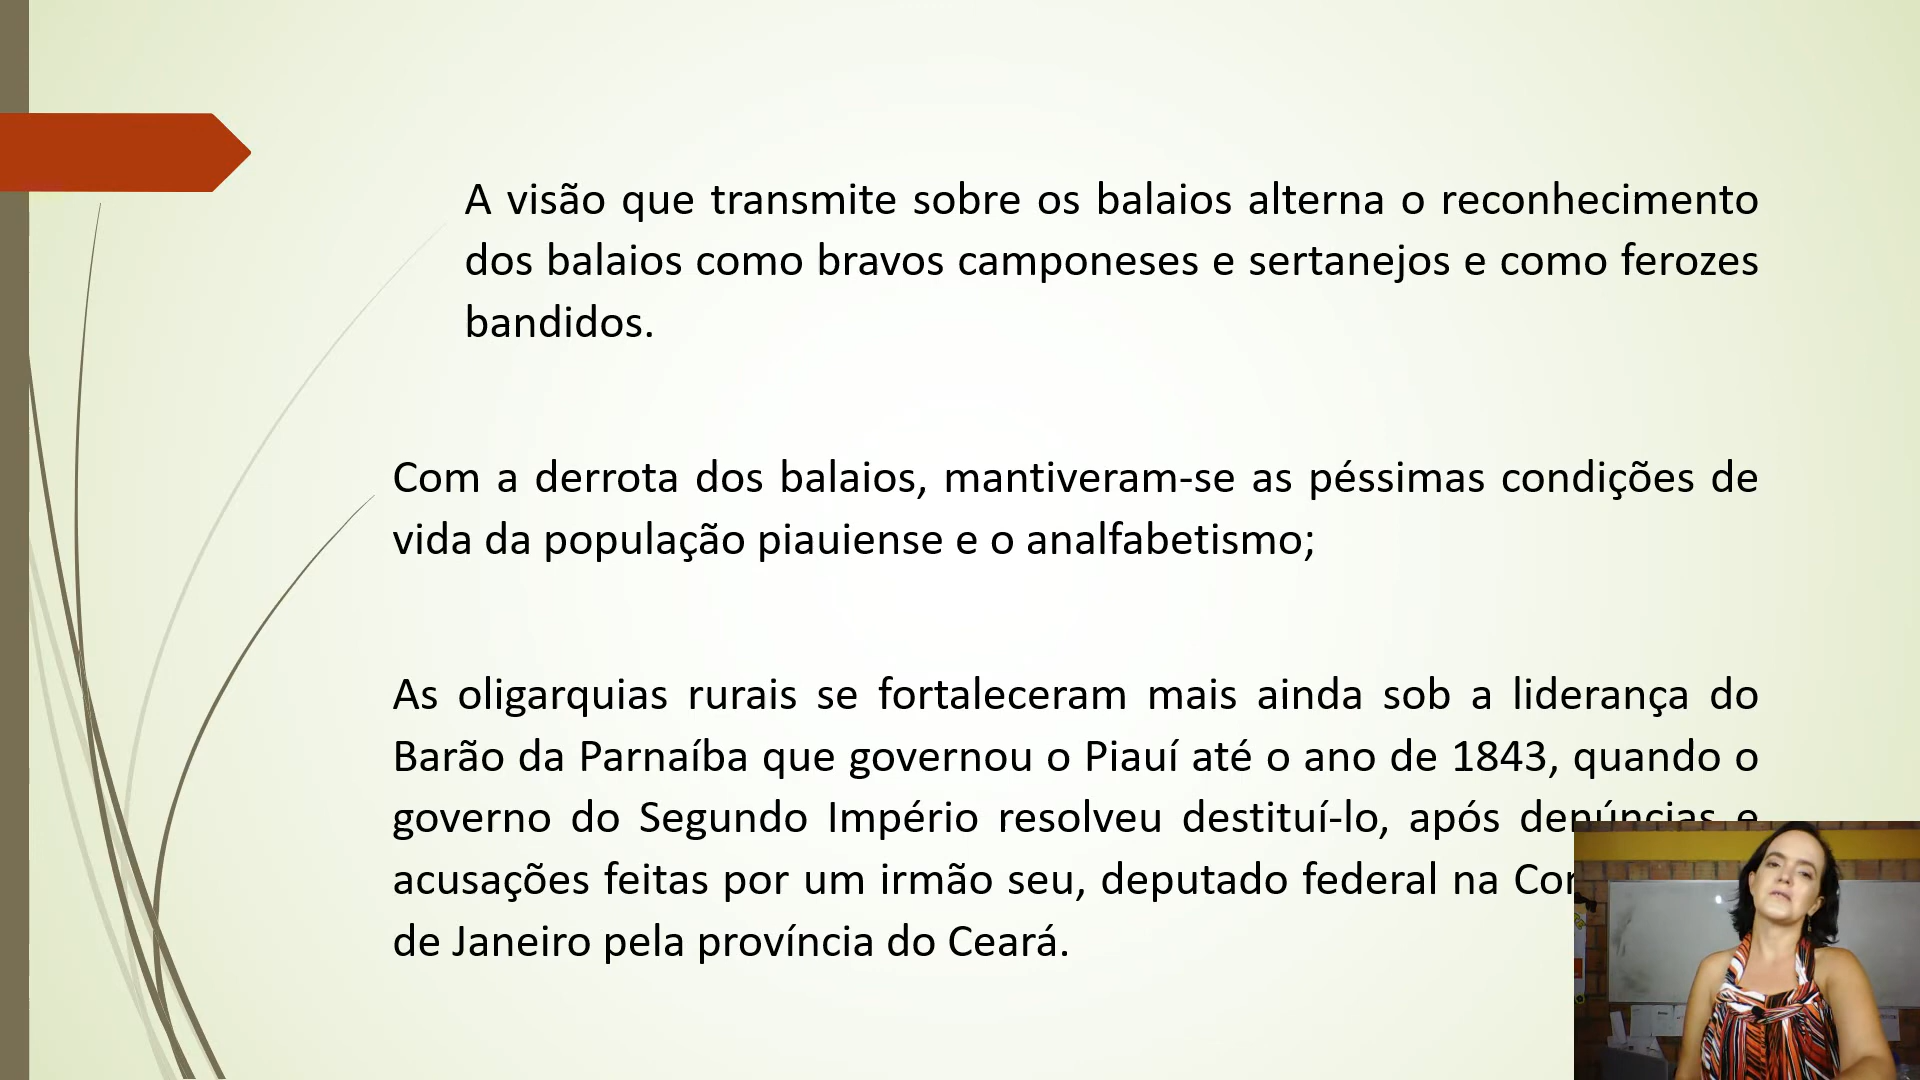 A visão que transmite sobre os balaios alterna o reconhecimento
dos balaios como bravos camponeses e sertanejos e como ferozes
bandidos.
Com a derrota dos balaios, mantiveram-se as péssimas condições de
vida da população piauiense e o analfabetismo;
As oligarquias rurais se fortaleceram mais ainda sob a liderança do
Barão da Parnaíba que governou o Piauí até o ano de 1843, quando o
governo do Segundo Império resolveu destituí-lo, após denúncias e
acusações feitas por um irmão seu, deputado federal na
de Janeiro pela província do Ceará.